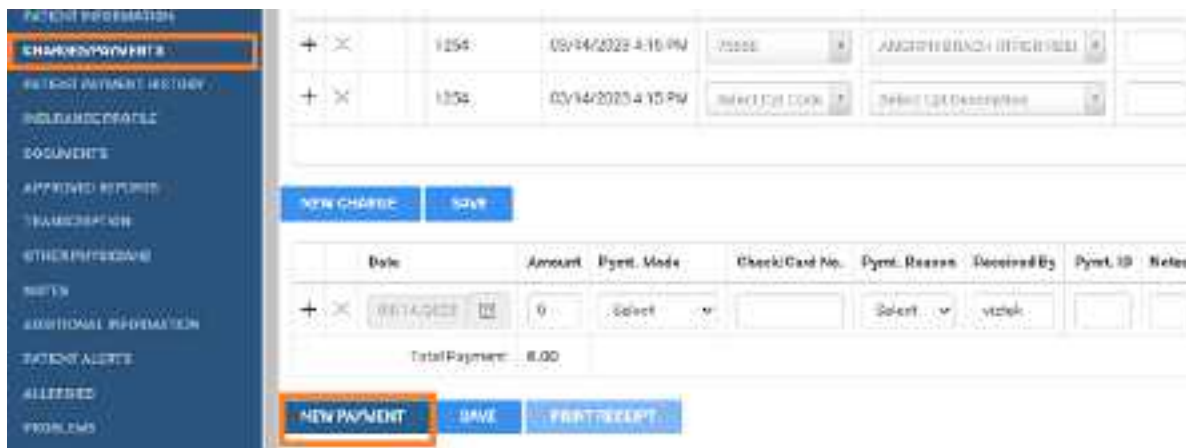 PATIENT INFORMATION
CHARGES/PAYMENTS
PATIENT PAYMENT HISTORY
INSURANCE PROFILE
DOCUMENTS
APPROVED REPORTS
TRANSCRIPTION
OTHER PHYSICIANS
NOTES
ADDITIONAL INFORMATION
PATIENT ALERTS
ALLERGIES
PROBLEMS
1254 03/14/2023 4:15 PM
1254 03/14/2023 4:15 PM Select Cpt Code Select Cpt Description
NEW CHARGE SAVE
Date Amount Pymt. Mode Check/Card No. Pymt. Reason Received By Pymt. ID Notes
0 Select Select viztek
Total Payment 0.00
NEW PAYMENT SAVE PRINT RECEIPT